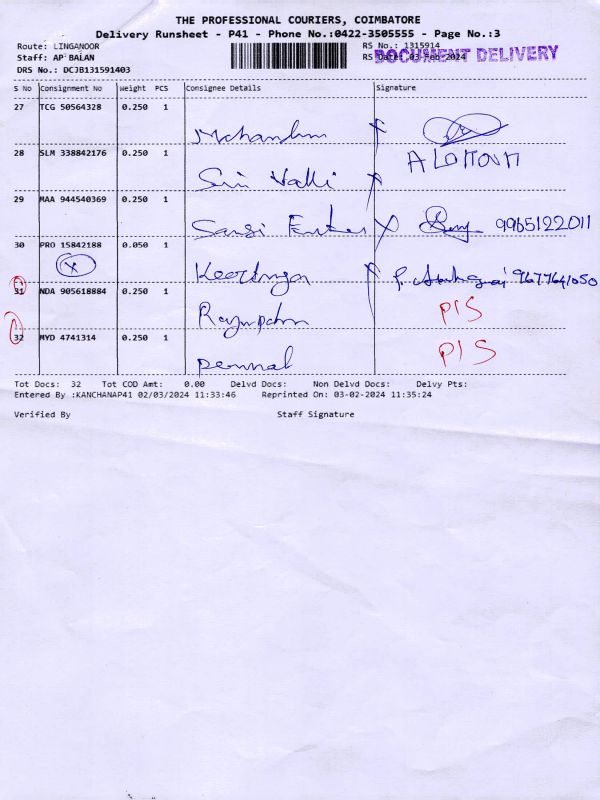 THE PROFESSIONAL COURIERS, COIMBATORE
Delivery Runsheet - P41 - Phone No.:0422-3505555 - Page No.:3
Route: LINGANOOR
RS No.: 1315914
Staff: AP BALAN
RS Date: 03-Feb-2024
DOCUMENT DELIVERY
DRS No.: DCJB131591403
S No Consignment No Weight PCS Consignee Details Signature
27 TCG 50564328 0.250 1
28 SLM 338842176 0.250 1
Sri Valli
29 MAA 944540369 0.250 1
9965122011
30 PRO 15842188 0.050 1
31 NDA 905618884 0.250 1
PIS
32 MYD 4741314 0.250 1
PIS
Tot Docs: 32 Tot COD Amt: 0.00 Delvd Docs: Non Delvd Docs: Delvy Pts:
Entered By :KANCHANAP41 02/03/2024 11:33:46 Reprinted On: 03-02-2024 11:35:24
Verified By Staff Signature